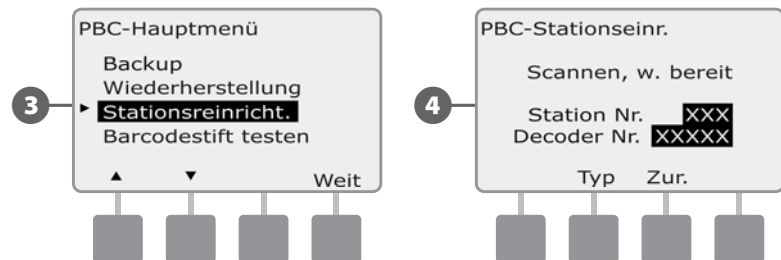 PBC-Hauptmenü
Backup
Wiederherstellung
3
Stationsreinricht.
Barcodestift testen
Weit
PBC-Stationseinr.
Scannen, w. bereit
4
Station Nr. XXX
Decoder Nr. XXXXX
Typ Zur.